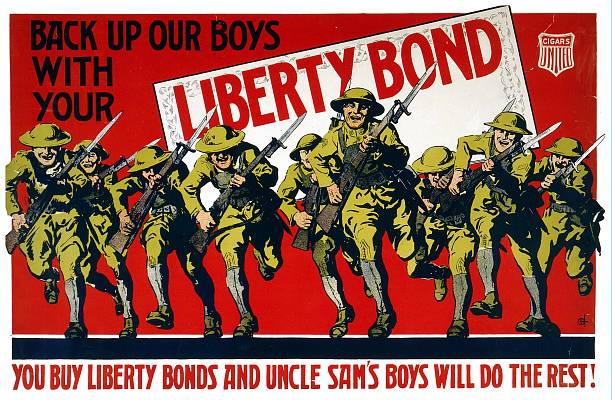 BACK UP OUR BOYS
WITH
YOUR
LIBERTY BOND
CIGARS
UNITED
YOU BUY LIBERTY BONDS AND UNCLE SAM'S BOYS WILL DO THE REST!